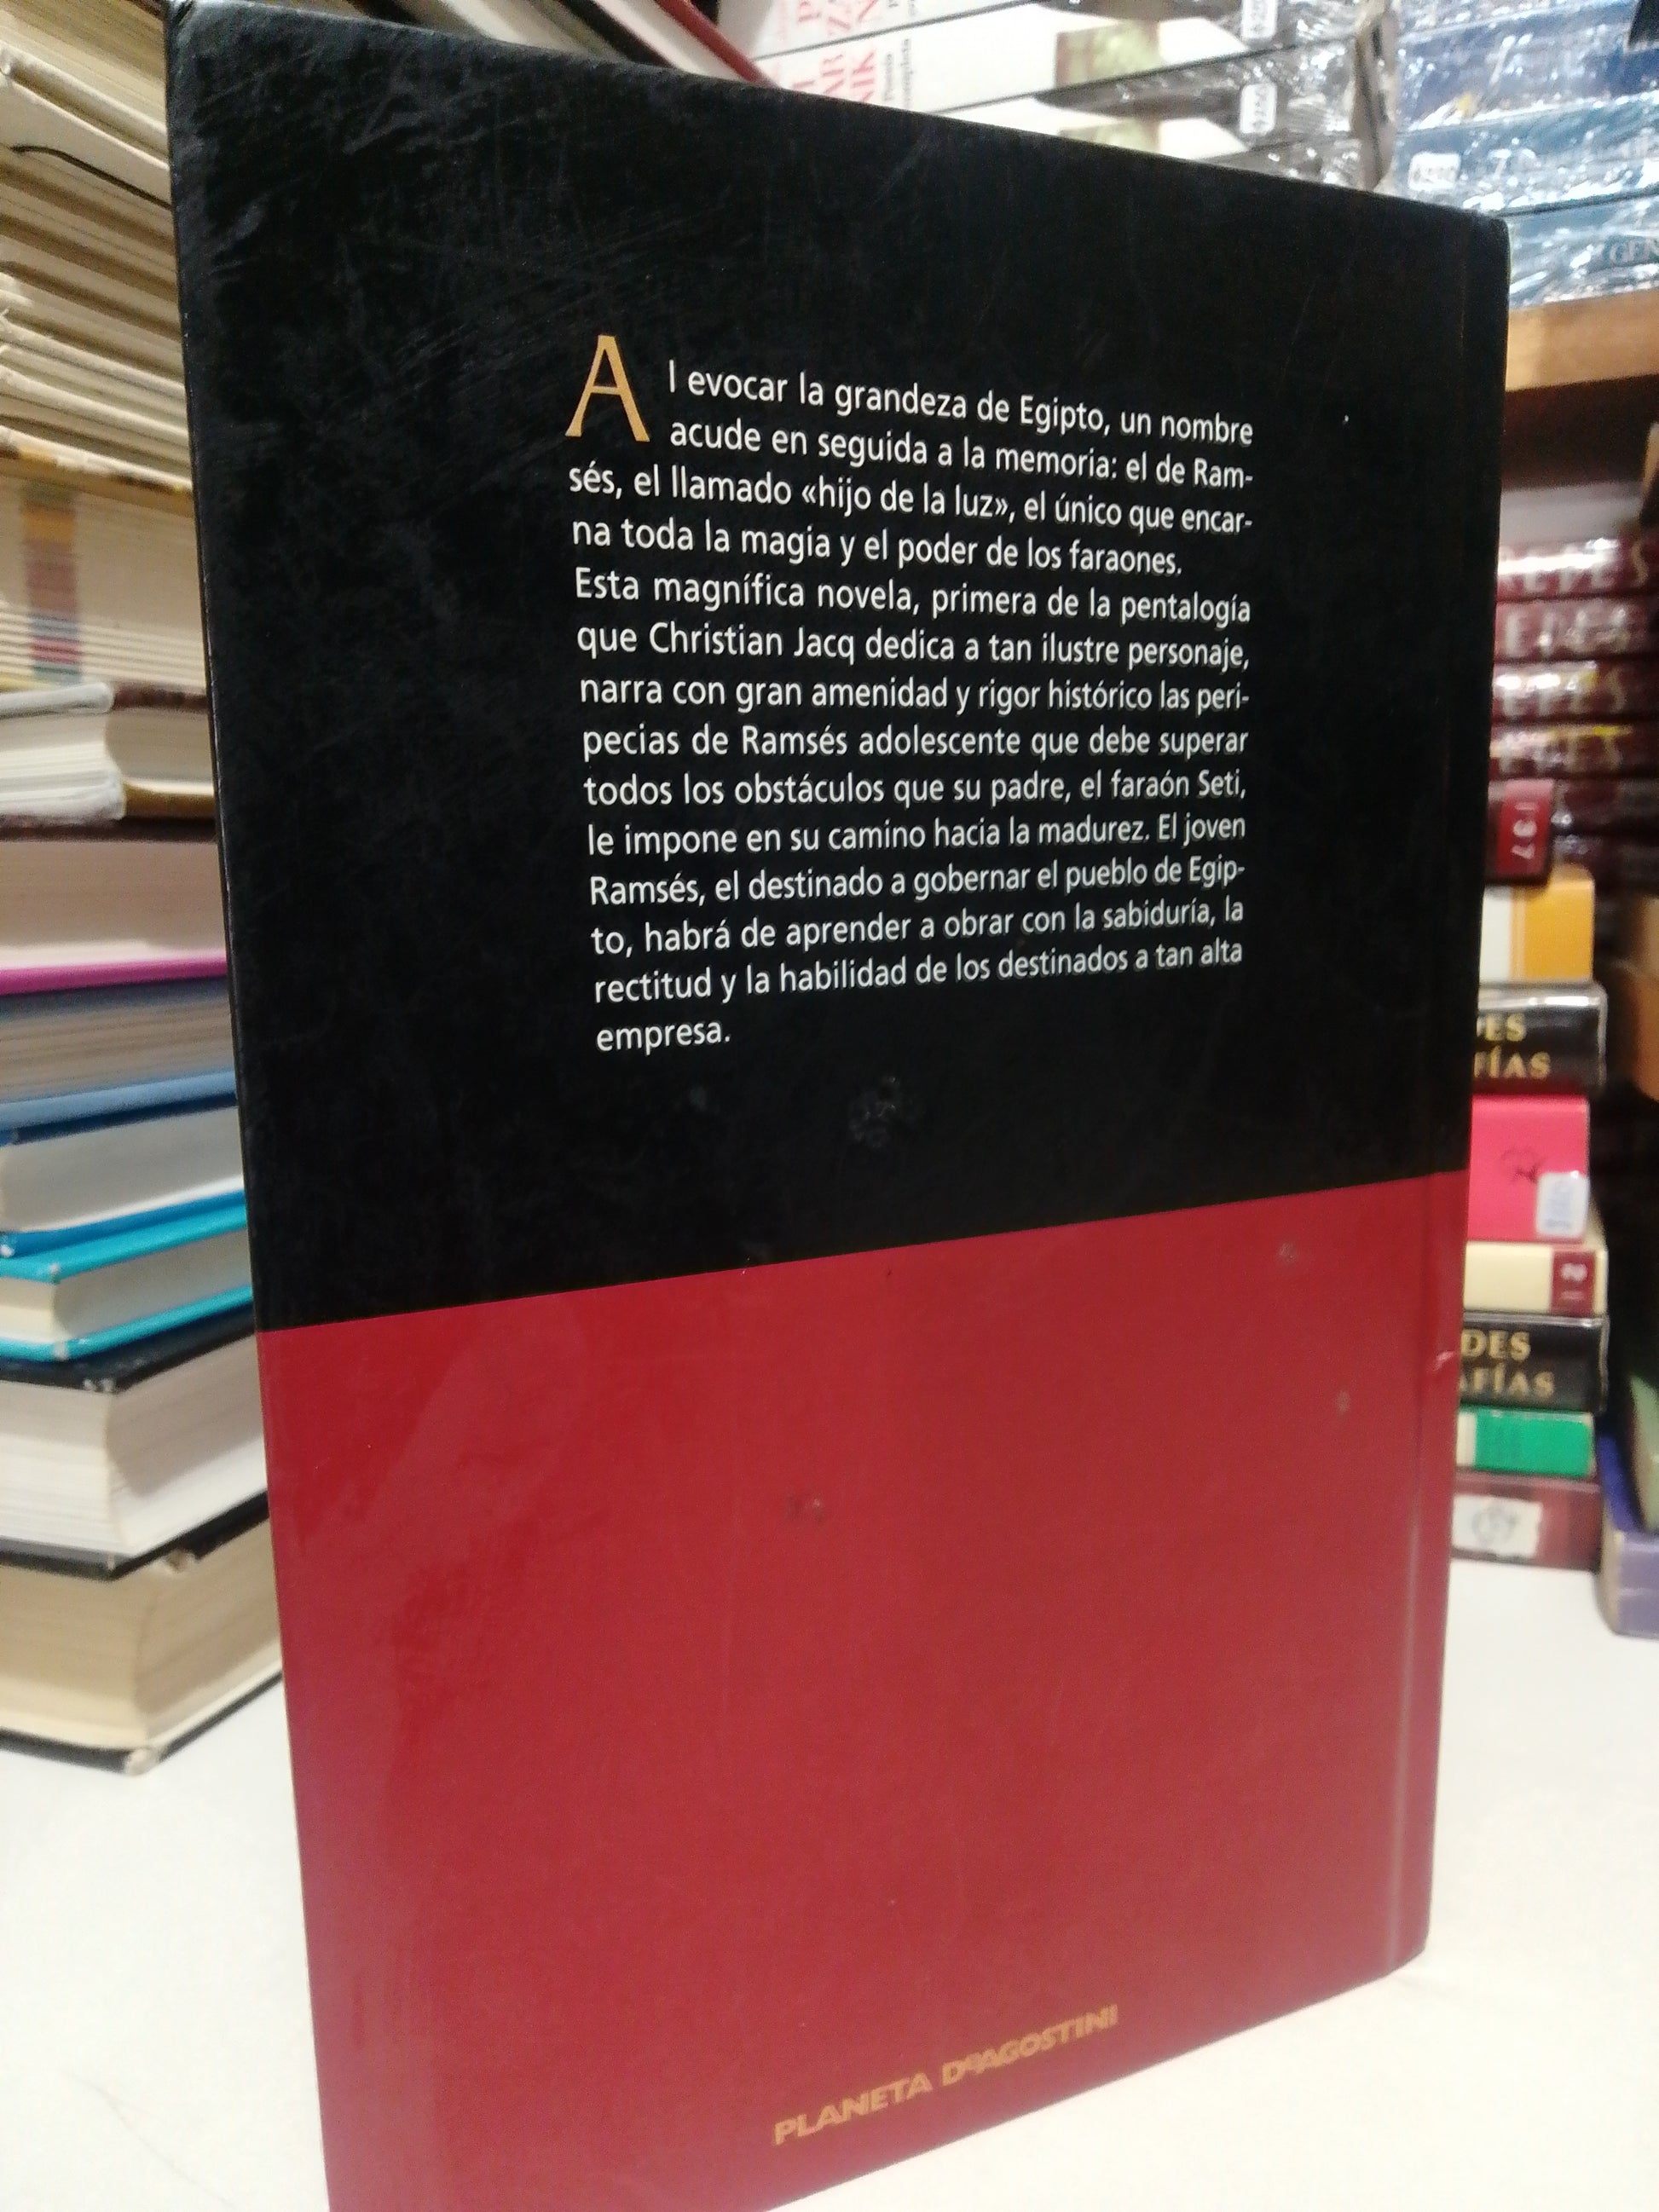 Al evocar la grandeza de Egipto, un nombre
acude en seguida a la memoria: el de Ram-
sés, el llamado «hijo de la luz», el único que encar-
na toda la magia y el poder de los faraones.
Esta magnífica novela, primera de la pentalogía
que Christian Jacq dedica a tan ilustre personaje,
narra con gran amenidad y rigor histórico las peri-
pecias de Ramsés adolescente que debe superar
todos los obstáculos que su padre, el faraón Seti,
le impone en su camino hacia la madurez. El joven
Ramsés, el destinado a gobernar el pueblo de Egip-
to, habrá de aprender a obrar con la sabiduría, la
rectitud y la habilidad de los destinados a tan alta
empresa.
PLANETA DEAGOSTINI
DES
FÍAS
DES
AFÍAS